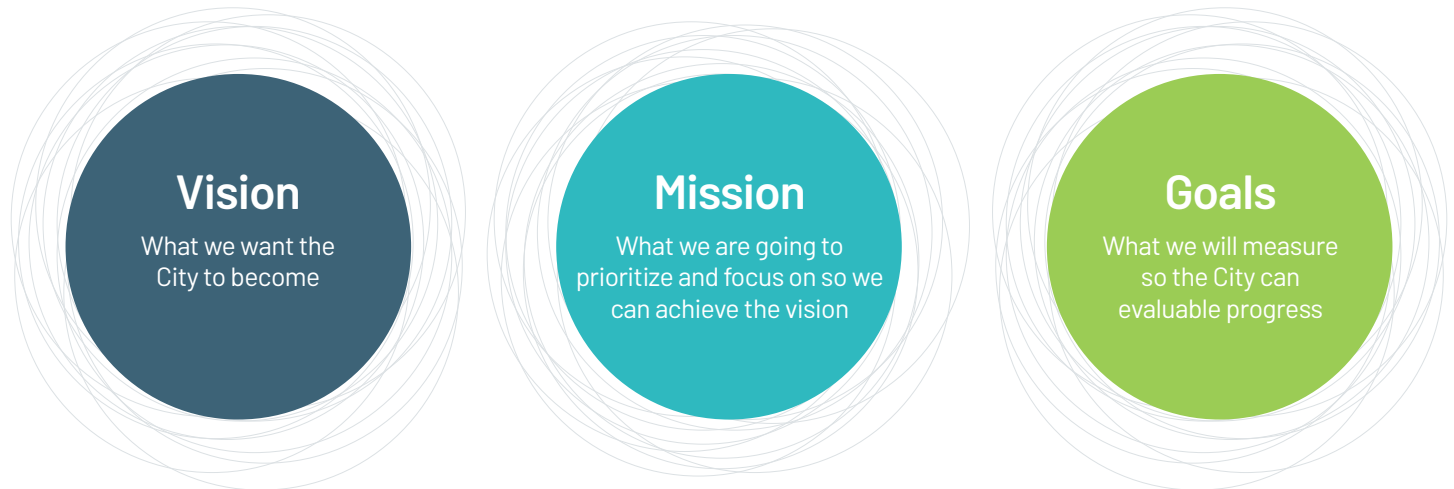 Vision
What we want the
City to become
Mission
What we are going to
prioritize and focus on so we
can achieve the vision
Goals
What we will measure
so the City can
evaluable progress